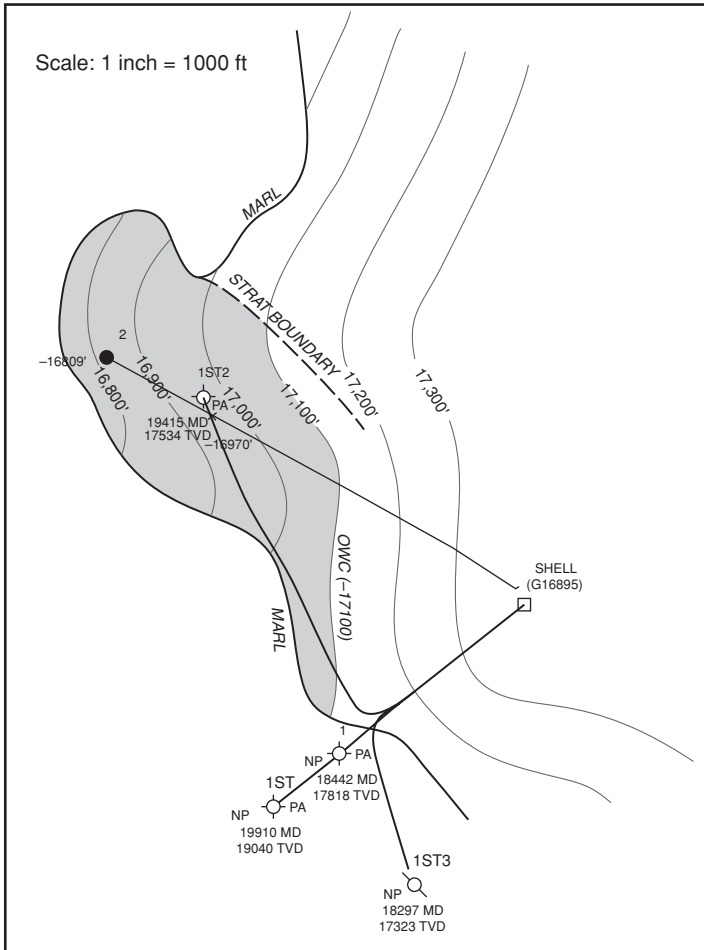 Scale: 1 inch = 1000 ft
MARL
STRAT BOUNDARY
2
–16809'
16,800'
16,900'
1ST2
PA
17,000'
17,100'
17,200'
17,300'
19415 MD
17534 TVD
–16970'
OWC (–17100)
SHELL
(G16895)
MARL
1
NP PA
18442 MD
17818 TVD
1ST
NP PA
19910 MD
19040 TVD
1ST3
NP
18297 MD
17323 TVD